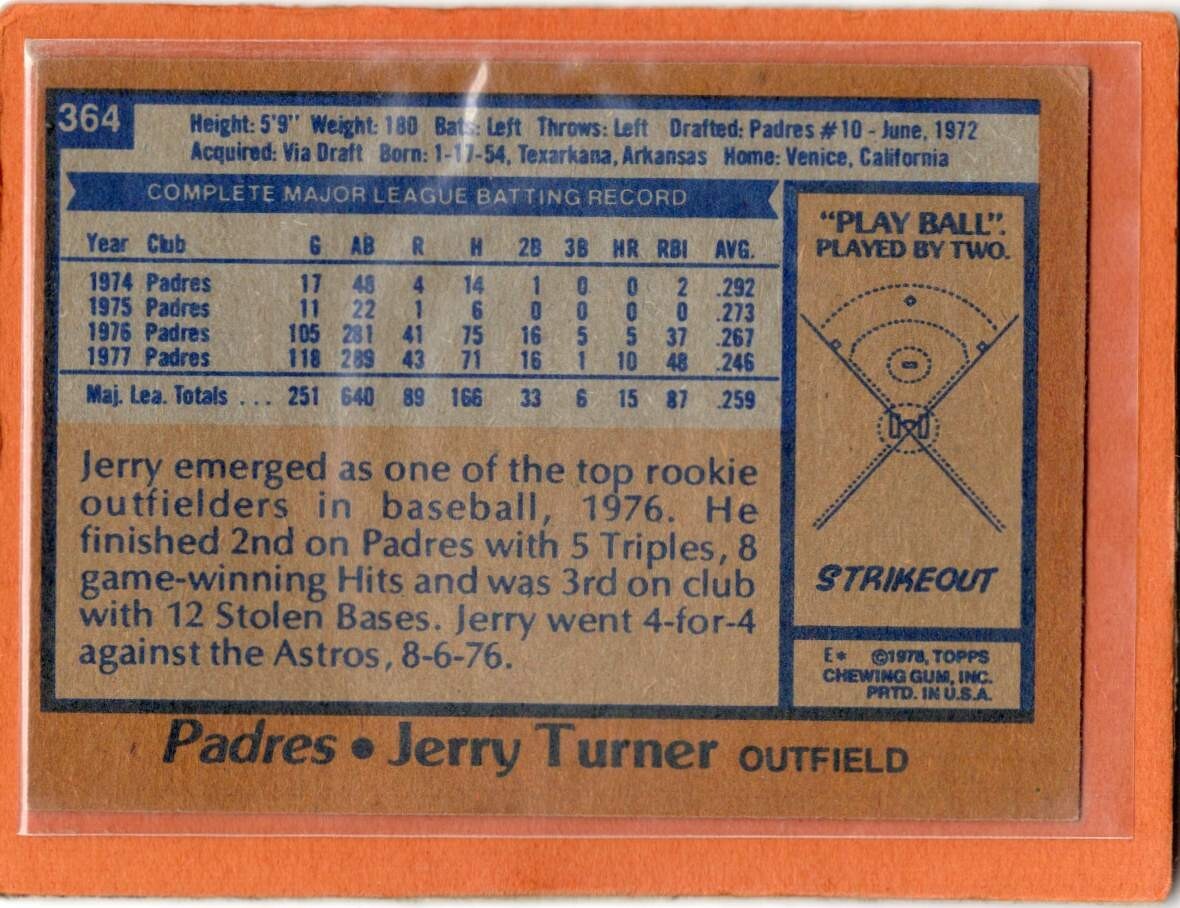 364
Height: 5'9" Weight: 180 Bats: Left Throws: Left Drafted: Padres #10 - June, 1972
Acquired: Via Draft Born: 1-17-54, Texarkana, Arkansas Home: Venice, California
COMPLETE MAJOR LEAGUE BATTING RECORD
Year Club G AB R H 2B 3B HR RBI AVG.
1974 Padres 17 48 4 14 1 0 0 2 .292
1975 Padres 11 22 1 6 0 0 0 0 .273
1976 Padres 105 281 41 75 16 5 5 37 .267
1977 Padres 118 289 43 71 16 1 10 48 .246
Maj. Lea. Totals ... 251 640 89 166 33 6 15 87 .259
Jerry emerged as one of the top rookie
outfielders in baseball, 1976. He
finished 2nd on Padres with 5 Triples, 8
game-winning Hits and was 3rd on club
with 12 Stolen Bases. Jerry went 4-for-4
against the Astros, 8-6-76.
"PLAY BALL".
PLAYED BY TWO.
STRIKEOUT
E* ©1978, TOPPS
CHEWING GUM, INC.
PRTD. IN U.S.A.
Padres • Jerry Turner OUTFIELD